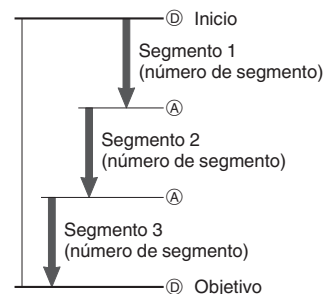 Ⓓ Inicio
Segmento 1
(número de segmento)
Ⓐ
Segmento 2
(número de segmento)
Ⓐ
Segmento 3
(número de segmento)
Ⓓ Objetivo